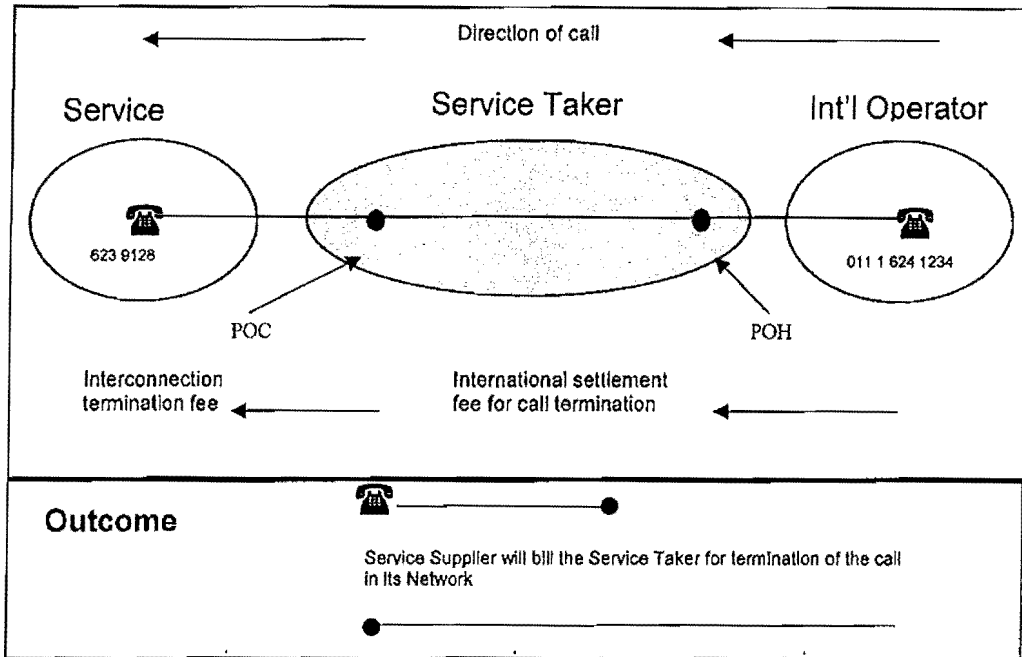 Direction of call
Service
Service Taker
Int'l Operator
623 9128
011 1 624 1234
POC
POH
Interconnection
termination fee
International settlement
fee for call termination
Outcome
Service Supplier will bill the Service Taker for termination of the call
in Its Network